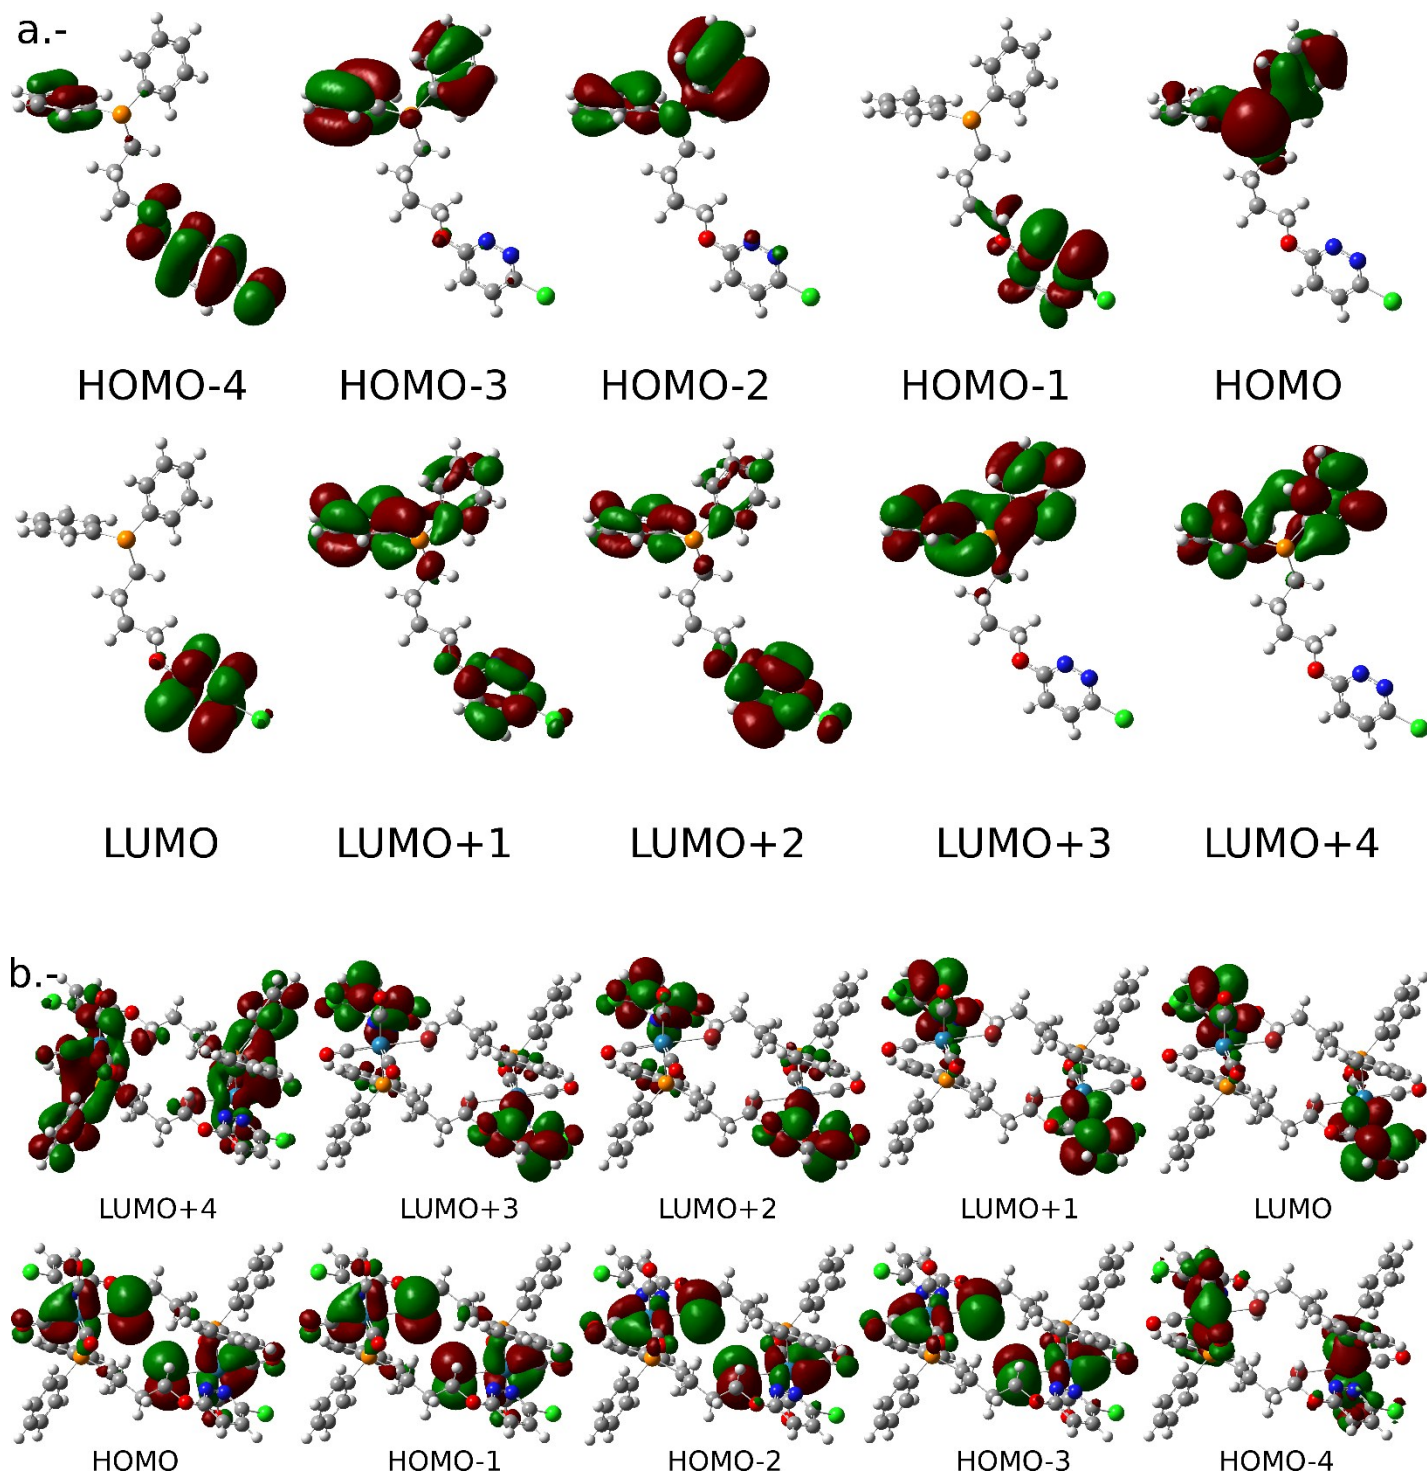 a.-
HOMO-4 HOMO-3 HOMO-2 HOMO-1 HOMO
LUMO LUMO+1 LUMO+2 LUMO+3 LUMO+4
b.-
LUMO+4 LUMO+3 LUMO+2 LUMO+1 LUMO
HOMO HOMO-1 HOMO-2 HOMO-3 HOMO-4